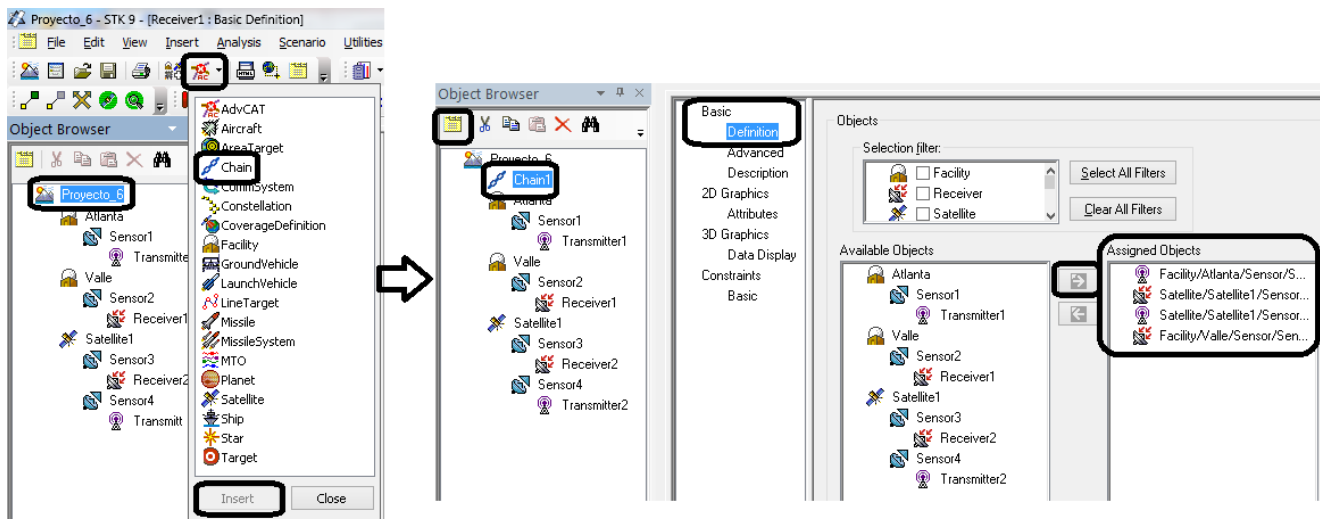 Proyecto_6 - STK 9 - [Receiver1 : Basic Definition]
File Edit View Insert Analysis Scenario Utilities
Object Browser
Proyecto_6
Atlanta
Sensor1
Transmitte
Valle
Sensor2
Receiver1
Satellite1
Sensor3
Receiver2
Sensor4
Transmitt
AdvCAT
Aircraft
AreaTarget
Chain
CommSystem
Constellation
CoverageDefinition
Facility
GroundVehicle
LaunchVehicle
LineTarget
Missile
MissileSystem
MTO
Planet
Satellite
Ship
Star
Target
Insert Close
Object Browser
Proyecto_6
Chain1
Atlanta
Sensor1
Transmitter1
Valle
Sensor2
Receiver1
Satellite1
Sensor3
Receiver2
Sensor4
Transmitter2
Basic
Definition
Advanced
Description
2D Graphics
Attributes
3D Graphics
Data Display
Constraints
Basic
Objects
Selection filter:
Facility
Receiver
Satellite
Select All Filters
Clear All Filters
Available Objects
Atlanta
Sensor1
Transmitter1
Valle
Sensor2
Receiver1
Satellite1
Sensor3
Receiver2
Sensor4
Transmitter2
Assigned Objects
Facility/Atlanta/Sensor/S...
Satellite/Satellite1/Sensor...
Satellite/Satellite1/Sensor...
Facility/Valle/Sensor/Sen...